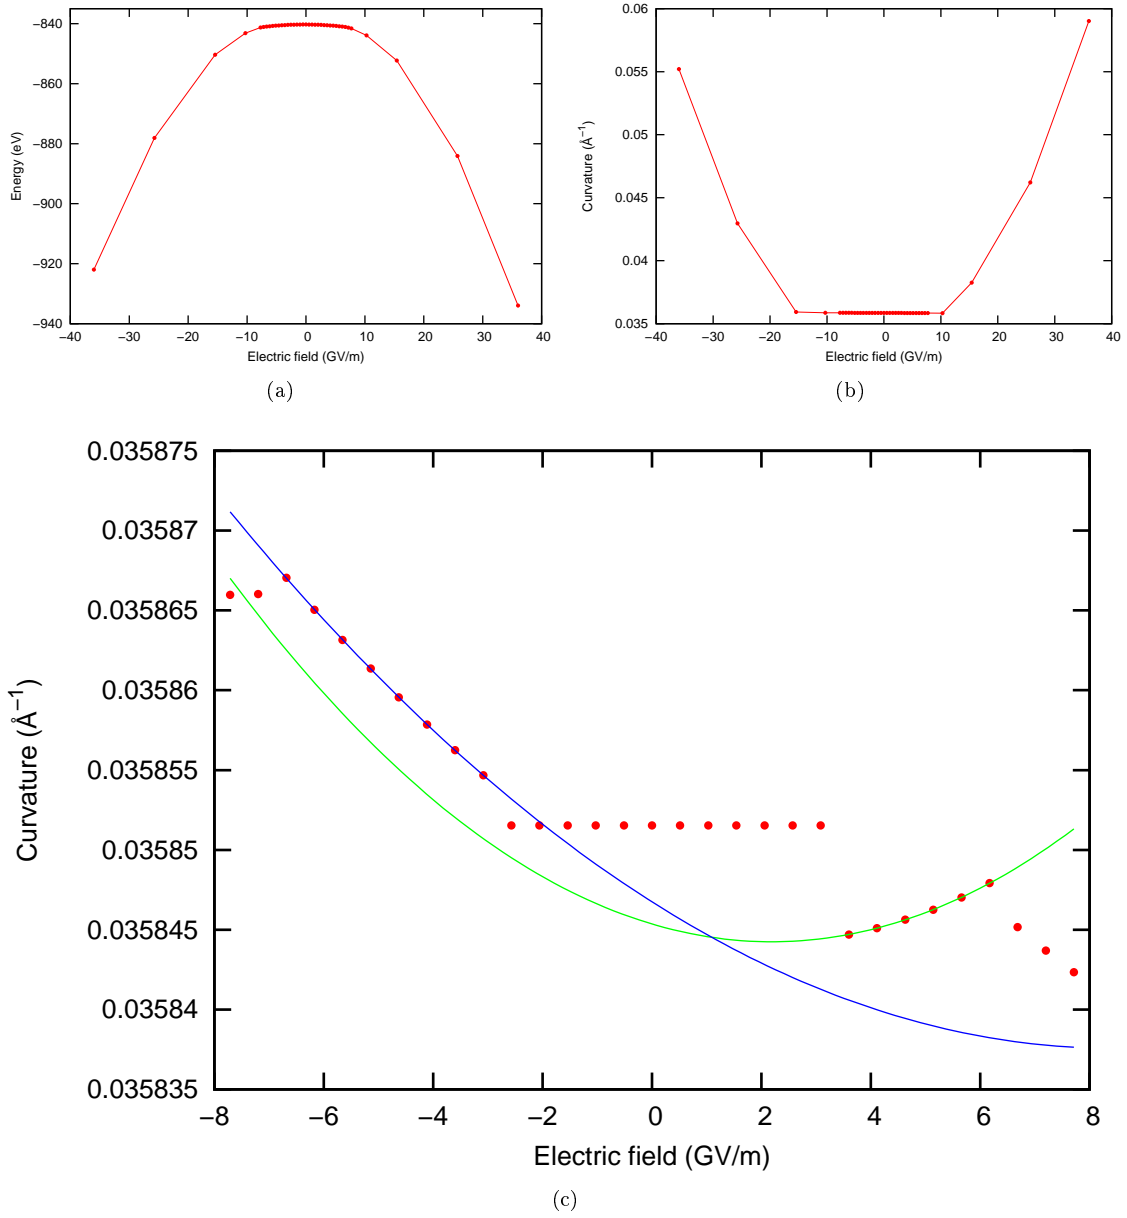 −840
−860
−880
−900
−920
−940
−40 −30 −20 −10 0 10 20 30 40
Energy (eV)
Electric field (GV/m)
(a)
0.06
0.055
0.05
0.045
0.04
0.035
−40 −30 −20 −10 0 10 20 30 40
Curvature (Å−1)
Electric field (GV/m)
(b)
0.035875
0.03587
0.035865
0.03586
0.035855
0.03585
0.035845
0.03584
0.035835
−8 −6 −4 −2 0 2 4 6 8
Curvature (Å−1)
Electric field (GV/m)
(c)